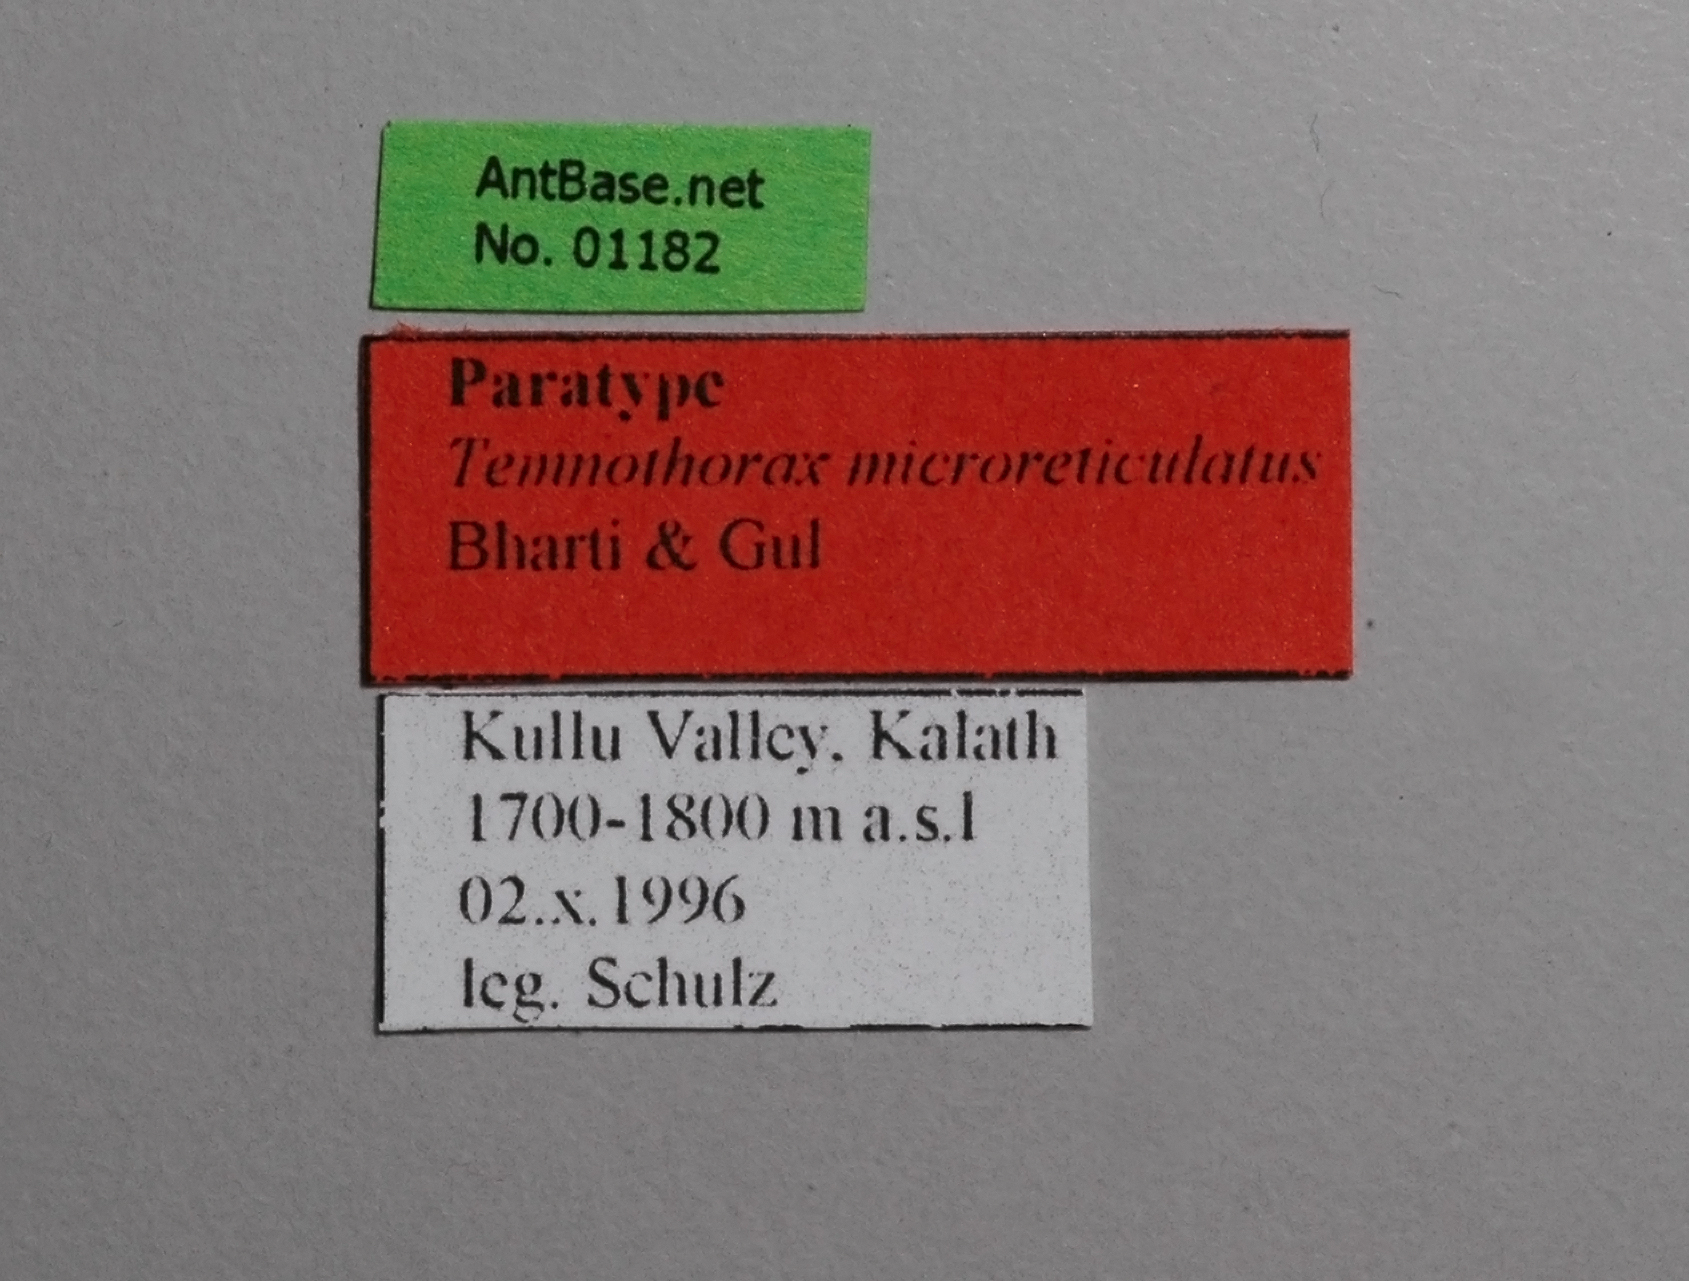 AntBase.net
No. 01182
Paratype
Temnothorax microreticulatus
Bharti & Gul
Kullu Valley, Kalath
1700-1800 m a.s.l
02.x.1996
leg. Schulz